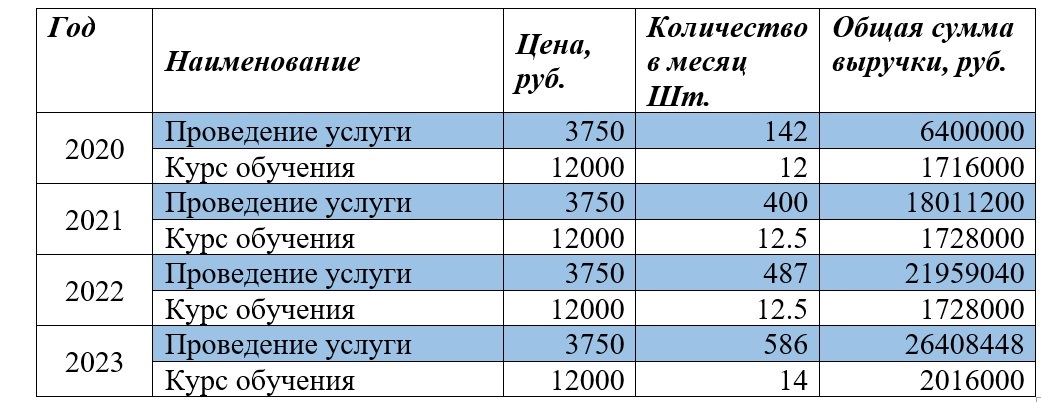 Год Наименование Цена, руб. Количество в месяц Шт. Общая сумма выручки, руб.
2020 Проведение услуги 3750 142 6400000
Курс обучения 12000 12 1716000
2021 Проведение услуги 3750 400 18011200
Курс обучения 12000 12.5 1728000
2022 Проведение услуги 3750 487 21959040
Курс обучения 12000 12.5 1728000
2023 Проведение услуги 3750 586 26408448
Курс обучения 12000 14 2016000